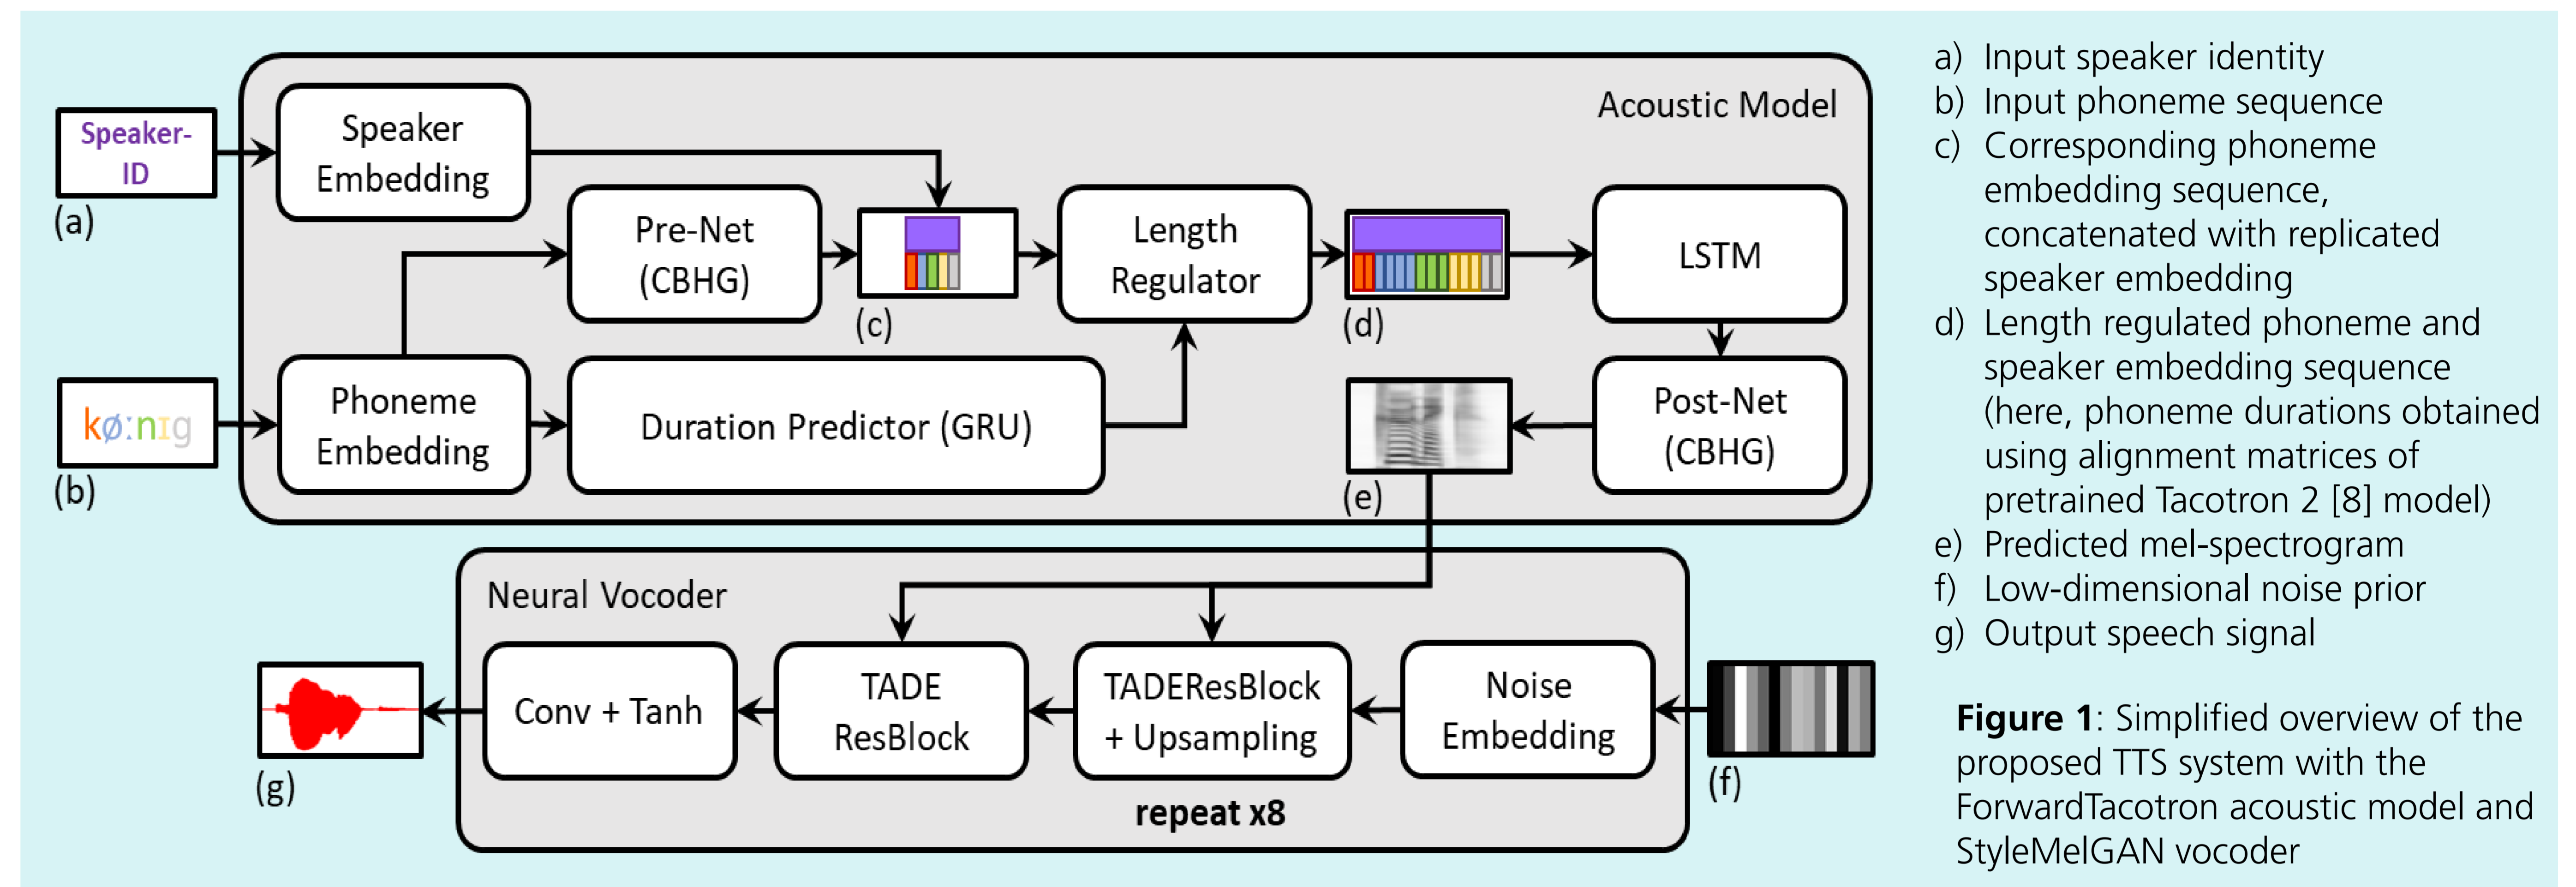 Acoustic Model
Speaker-
ID
(a)
Speaker
Embedding
Pre-Net
(CBHG)
(c)
Length
Regulator
(d)
LSTM
kø:nɪg
(b)
Phoneme
Embedding
Duration Predictor (GRU)
(e)
Post-Net
(CBHG)
Neural Vocoder
(g)
Conv + Tanh
TADE
ResBlock
TADEResBlock
+ Upsampling
Noise
Embedding
(f)
repeat x8
a) Input speaker identity
b) Input phoneme sequence
c) Corresponding phoneme
embedding sequence,
concatenated with replicated
speaker embedding
d) Length regulated phoneme and
speaker embedding sequence
(here, phoneme durations obtained
using alignment matrices of
pretrained Tacotron 2 [8] model)
e) Predicted mel-spectrogram
f) Low-dimensional noise prior
g) Output speech signal
Figure 1: Simplified overview of the
proposed TTS system with the
ForwardTacotron acoustic model and
StyleMelGAN vocoder